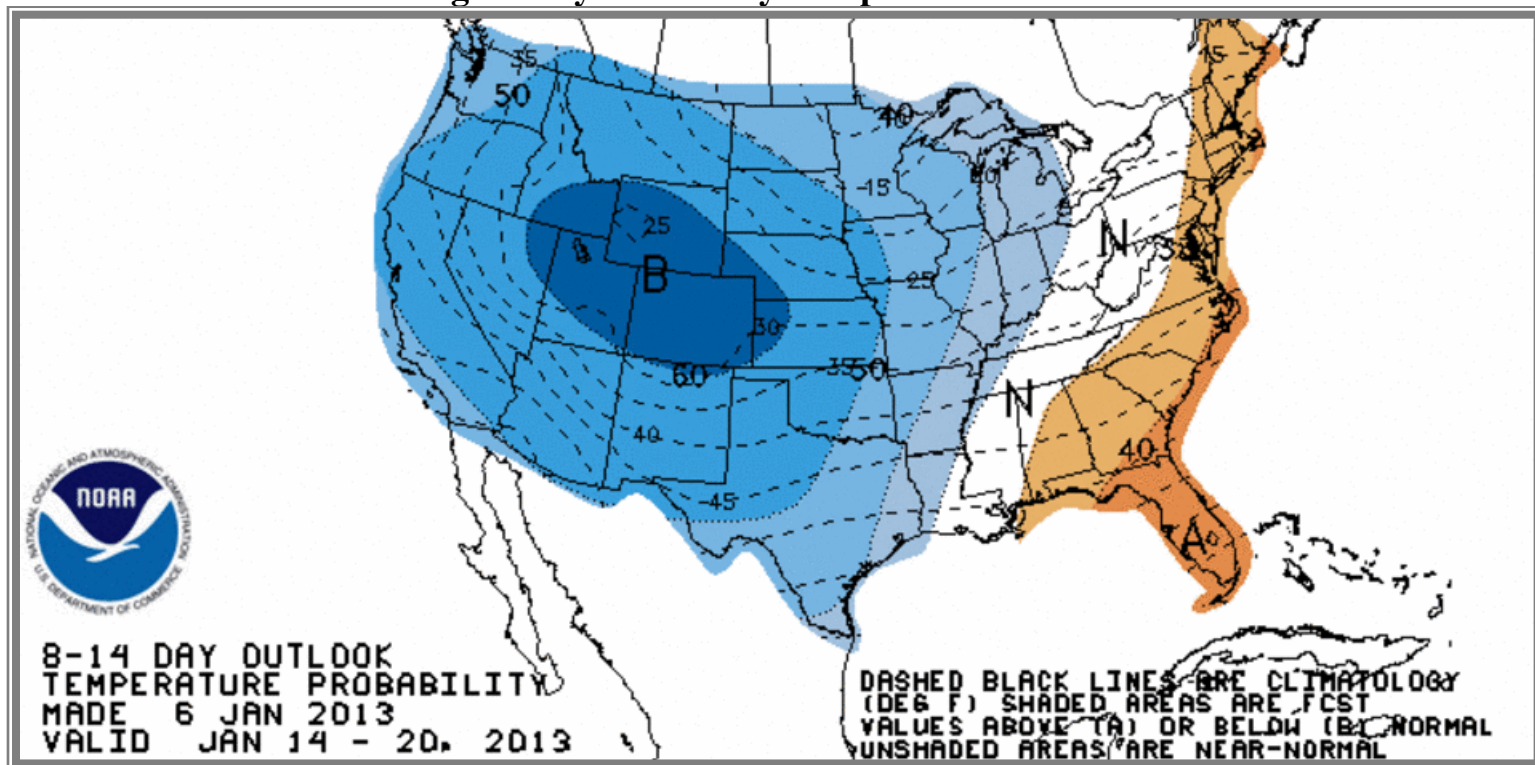 35
15
50
40
-15
25
B
N
N
25
30
60
50
40
40
-45
A
NOAA
NATIONAL OCEANIC AND ATMOSPHERIC ADMINISTRATION
U.S. DEPARTMENT OF COMMERCE
8-14 DAY OUTLOOK
TEMPERATURE PROBABILITY
MADE 6 JAN 2013
VALID JAN 14 - 20, 2013
DASHED BLACK LINES ARE CLIMATOLOGY
(DEG F) SHADED AREAS ARE FCST
VALUES ABOVE (A) OR BELOW (B) NORMAL
UNSHADED AREAS ARE NEAR-NORMAL